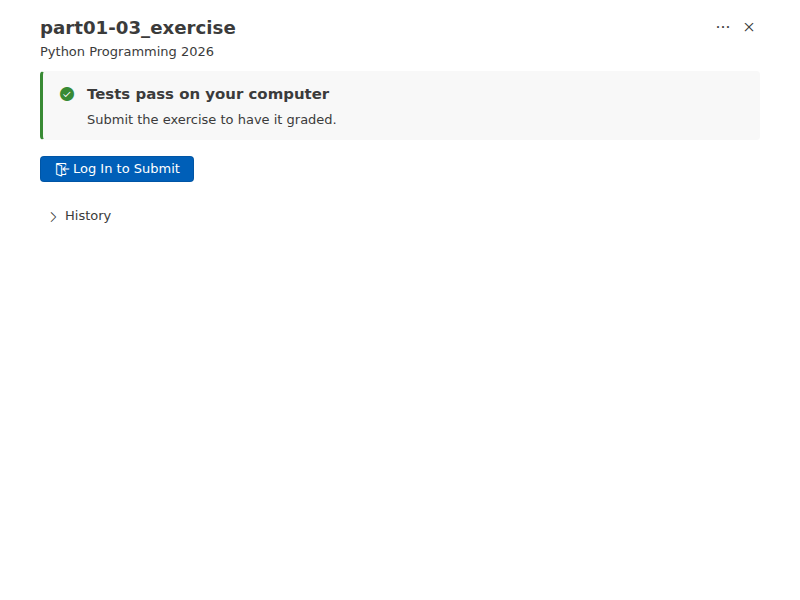 part01-03_exercise
Python Programming 2026
Tests pass on your computer
Submit the exercise to have it graded.
Log In to Submit
History